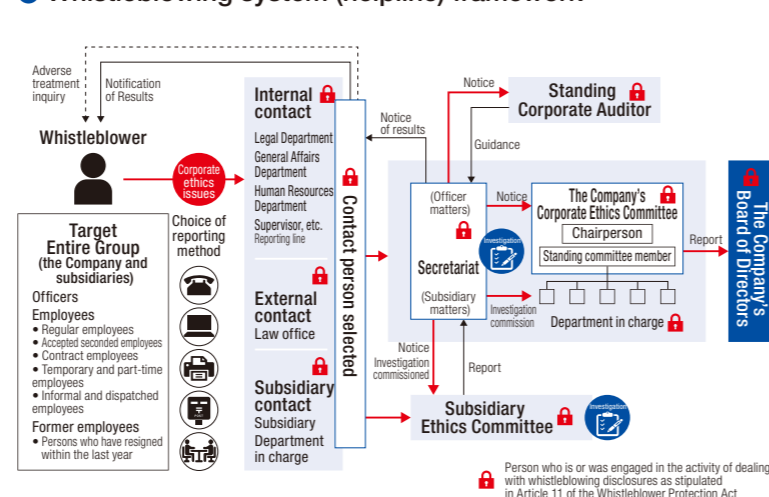 Whistleblowing system (helpline) framework
Adverse
treatment
inquiry
Notification
of Results
Whistleblower
Corporate
ethics
issues
Target
Entire Group
(the Company and
subsidiaries)
Officers
Employees
• Regular employees
• Accepted seconded employees
• Contract employees
• Temporary and part-time
employees
• Informal and dispatched
employees
Former employees
• Persons who have resigned
within the last year
Choice of
reporting
method
Internal
contact
Legal Department
General Affairs
Department
Human Resources
Department
Supervisor, etc.
Reporting line
External
contact
Law office
Subsidiary
contact
Subsidiary
Department
in charge
Contact person selected
Notice
of results
Notice
Guidance
Standing
Corporate Auditor
(Officer
matters)
Secretariat
(Subsidiary
matters)
Notice
Investigation
Investigation
commission
The Company's
Corporate Ethics Committee
Chairperson
Standing committee member
Department in charge
Report
The Company's
Board of Directors
Notice
Investigation
commissioned
Report
Subsidiary
Ethics Committee
Investigation
Person who is or was engaged in the activity of dealing
with whistleblowing disclosures as stipulated
in Article 11 of the Whistleblower Protection Act